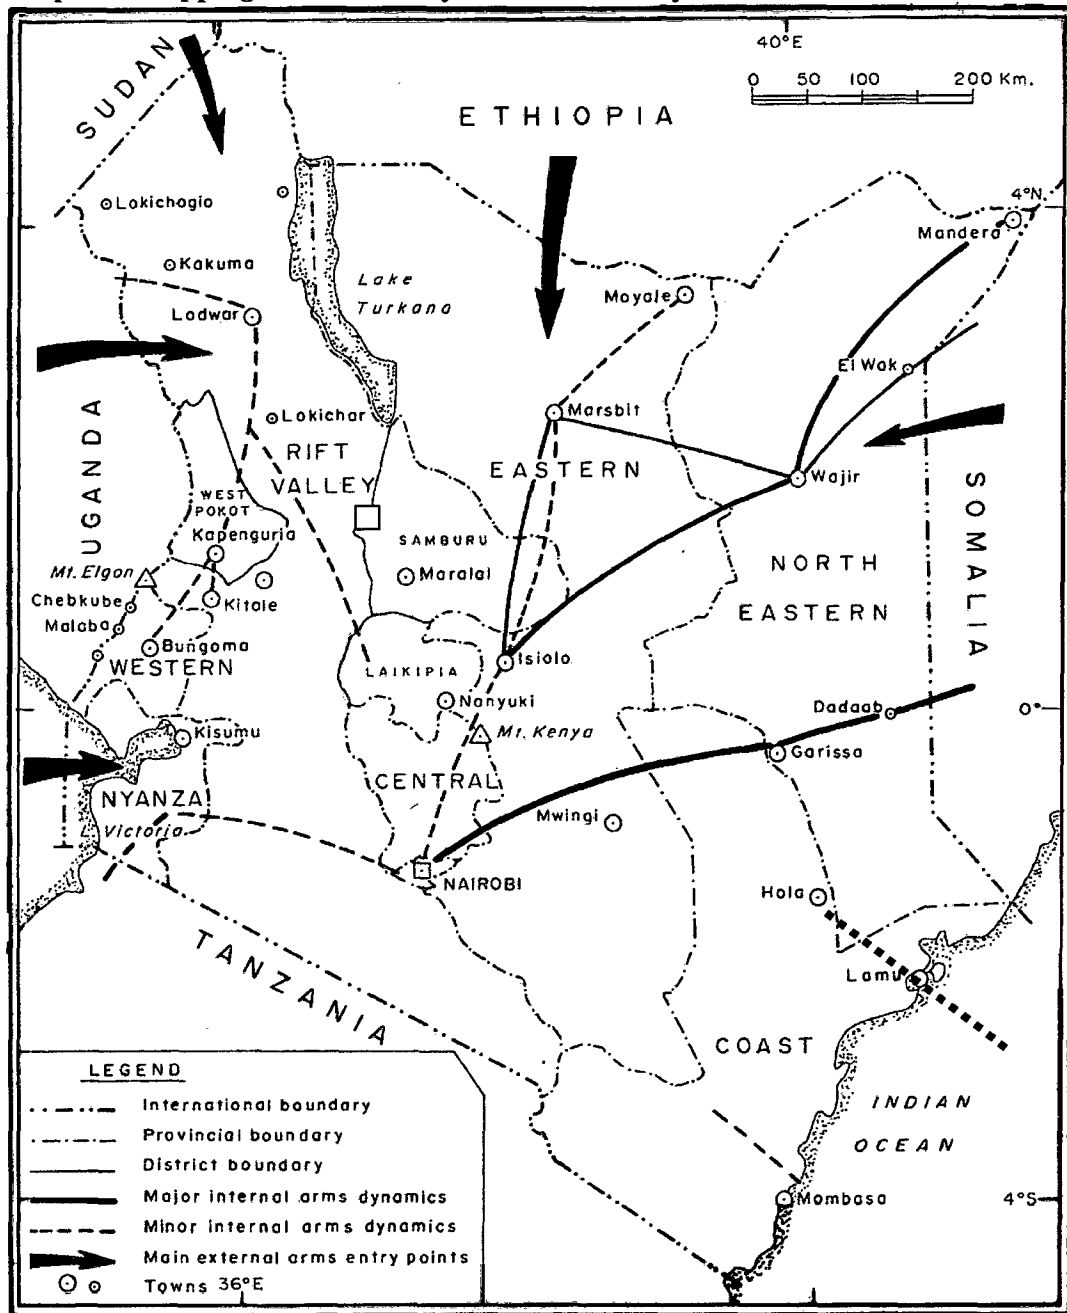 SUDAN
40°E
0 50 100 200 Km.
ETHIOPIA
Lokichogio
4°N
Mandera
Kakuma
Lake
Turkana
Moyale
Lodwar
El Wak
UGANDA
Lokichar
Marsbit
RIFT
VALLEY
EASTERN
Wajir
WEST
POKOT
Kapenguria
SAMBURU
SOMALIA
Mt. Elgon
Maralal
NORTH
EASTERN
Chebkube
Kitale
Malaba
Bungoma
WESTERN
Isiolo
LAIKIPIA
Nanyuki
Dadaab
0°
Kisumu
Mt. Kenya
Garissa
CENTRAL
NYANZA
Mwingi
L. Victoria
NAIROBI
Hola
TANZANIA
Lamu
COAST
LEGEND
International boundary
Provincial boundary
District boundary
Major internal arms dynamics
Minor internal arms dynamics
Main external arms entry points
Towns 36°E
INDIAN
OCEAN
Mombasa
4°S